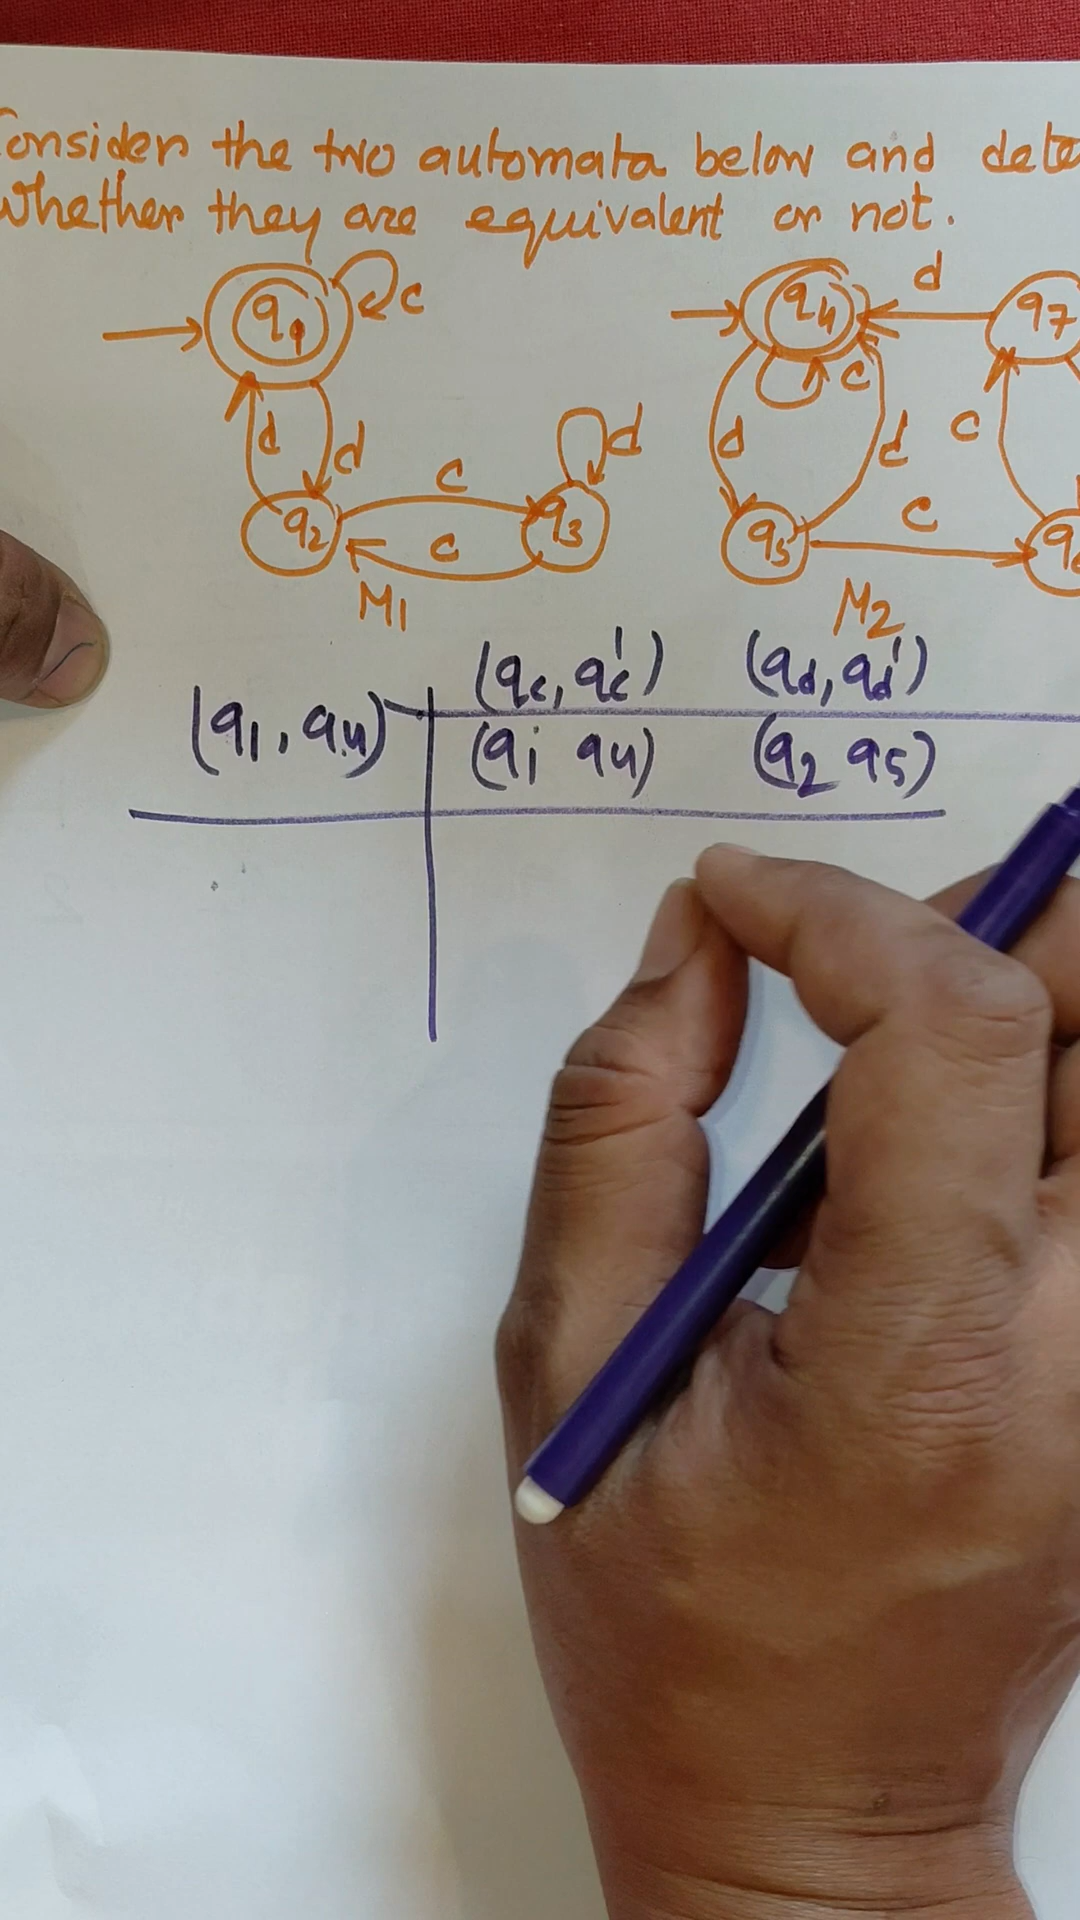 Consider the two automata below and dete
whether they are equivalent or not.
q1 c q4 d q7
d d c d d c
c d q2 q3 c q5 c q6
M1 M2
(qc, qc') (qd, qd')
(q1, q4) (q1 q4) (q2 q5)